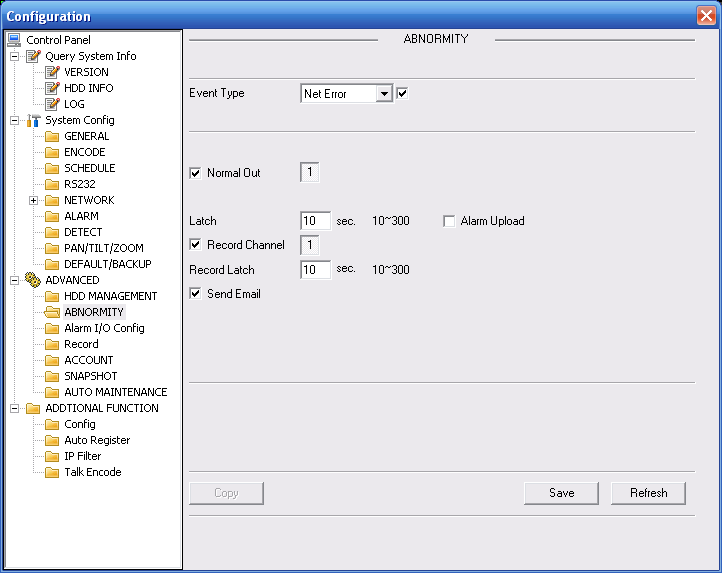 Configuration
Control Panel
Query System Info
VERSION
HDD INFO
LOG
System Config
GENERAL
ENCODE
SCHEDULE
RS232
NETWORK
ALARM
DETECT
PAN/TILT/ZOOM
DEFAULT/BACKUP
ADVANCED
HDD MANAGEMENT
ABNORMITY
Alarm I/O Config
Record
ACCOUNT
SNAPSHOT
AUTO MAINTENANCE
ADDTIONAL FUNCTION
Config
Auto Register
IP Filter
Talk Encode
ABNORMITY
Event Type Net Error
Normal Out 1
Latch 10 sec. 10~300 Alarm Upload
Record Channel 1
Record Latch 10 sec. 10~300
Send Email
Copy Save Refresh